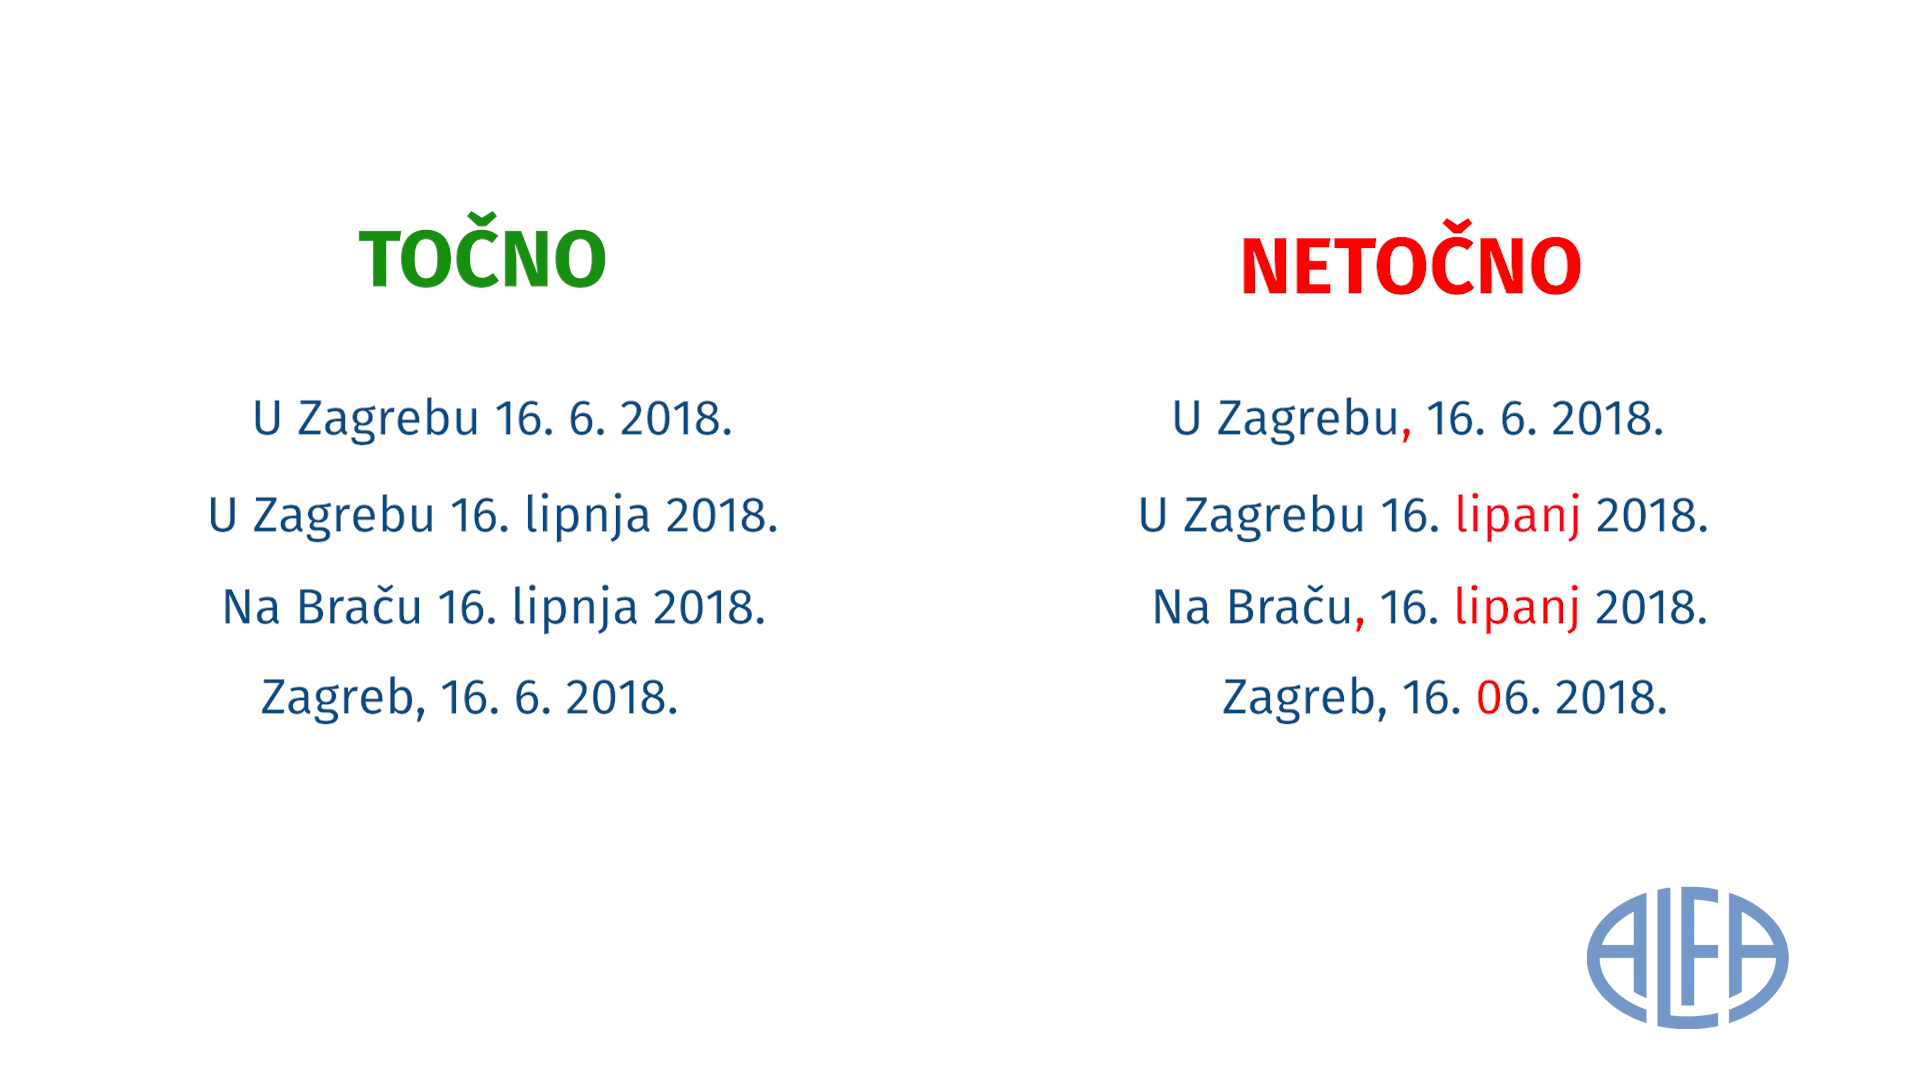 TOČNO
U Zagrebu 16. 6. 2018.
U Zagrebu 16. lipnja 2018.
Na Braču 16. lipnja 2018.
Zagreb, 16. 6. 2018.
NETOČNO
U Zagrebu, 16. 6. 2018.
U Zagrebu 16. lipanj 2018.
Na Braču, 16. lipanj 2018.
Zagreb, 16. 06. 2018.
ALFA